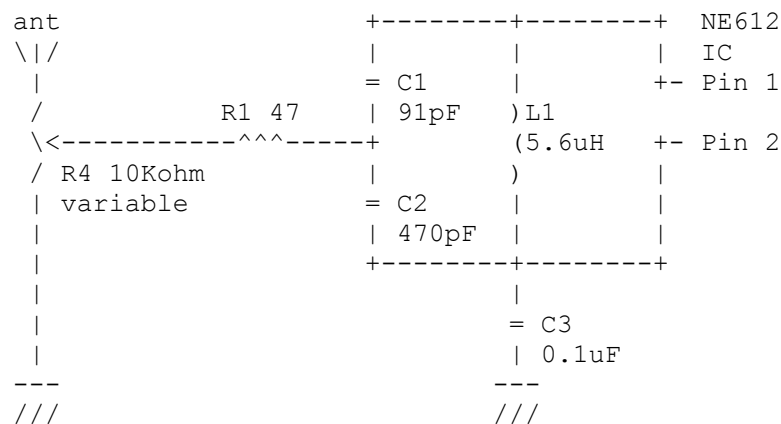 ant                      +--------+--------+  NE612
\|/                      |        |        |  IC
 |                       = C1     |        +- Pin 1
 /             R1 47     | 91pF  )L1
 \<-----------^^^-----+       (5.6uH   +- Pin 2
 / R4 10Kohm             |        )        |
 | variable              = C2     |        |
 |                       | 470pF  |        |
 |                       +--------+--------+
 |                                |
 |                                = C3
 |                                | 0.1uF
---                              ---
///                              ///